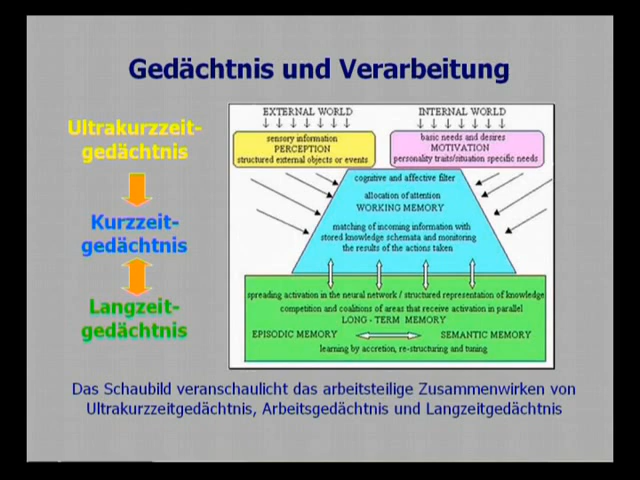 Gedächtnis und Verarbeitung
Ultrakurzzeit-
gedächtnis
Kurzzeit-
gedächtnis
Langzeit-
gedächtnis
EXTERNAL WORLD
INTERNAL WORLD
sensory information
PERCEPTION
structured external objects or events
basic needs and desires
MOTIVATION
personality traits/situation specific needs
cognitive and affective filter
allocation of attention
WORKING MEMORY
matching of incoming information with
stored knowledge schemata and monitoring
the results of the actions taken
spreading activation in the neural network / structured representation of knowledge
competition and coalitions of areas that receive activation in parallel
LONG - TERM MEMORY
EPISODIC MEMORY
SEMANTIC MEMORY
learning by accretion, re-structuring and tuning
Das Schaubild veranschaulicht das arbeitsteilige Zusammenwirken von
Ultrakurzzeitgedächtnis, Arbeitsgedächtnis und Langzeitgedächtnis